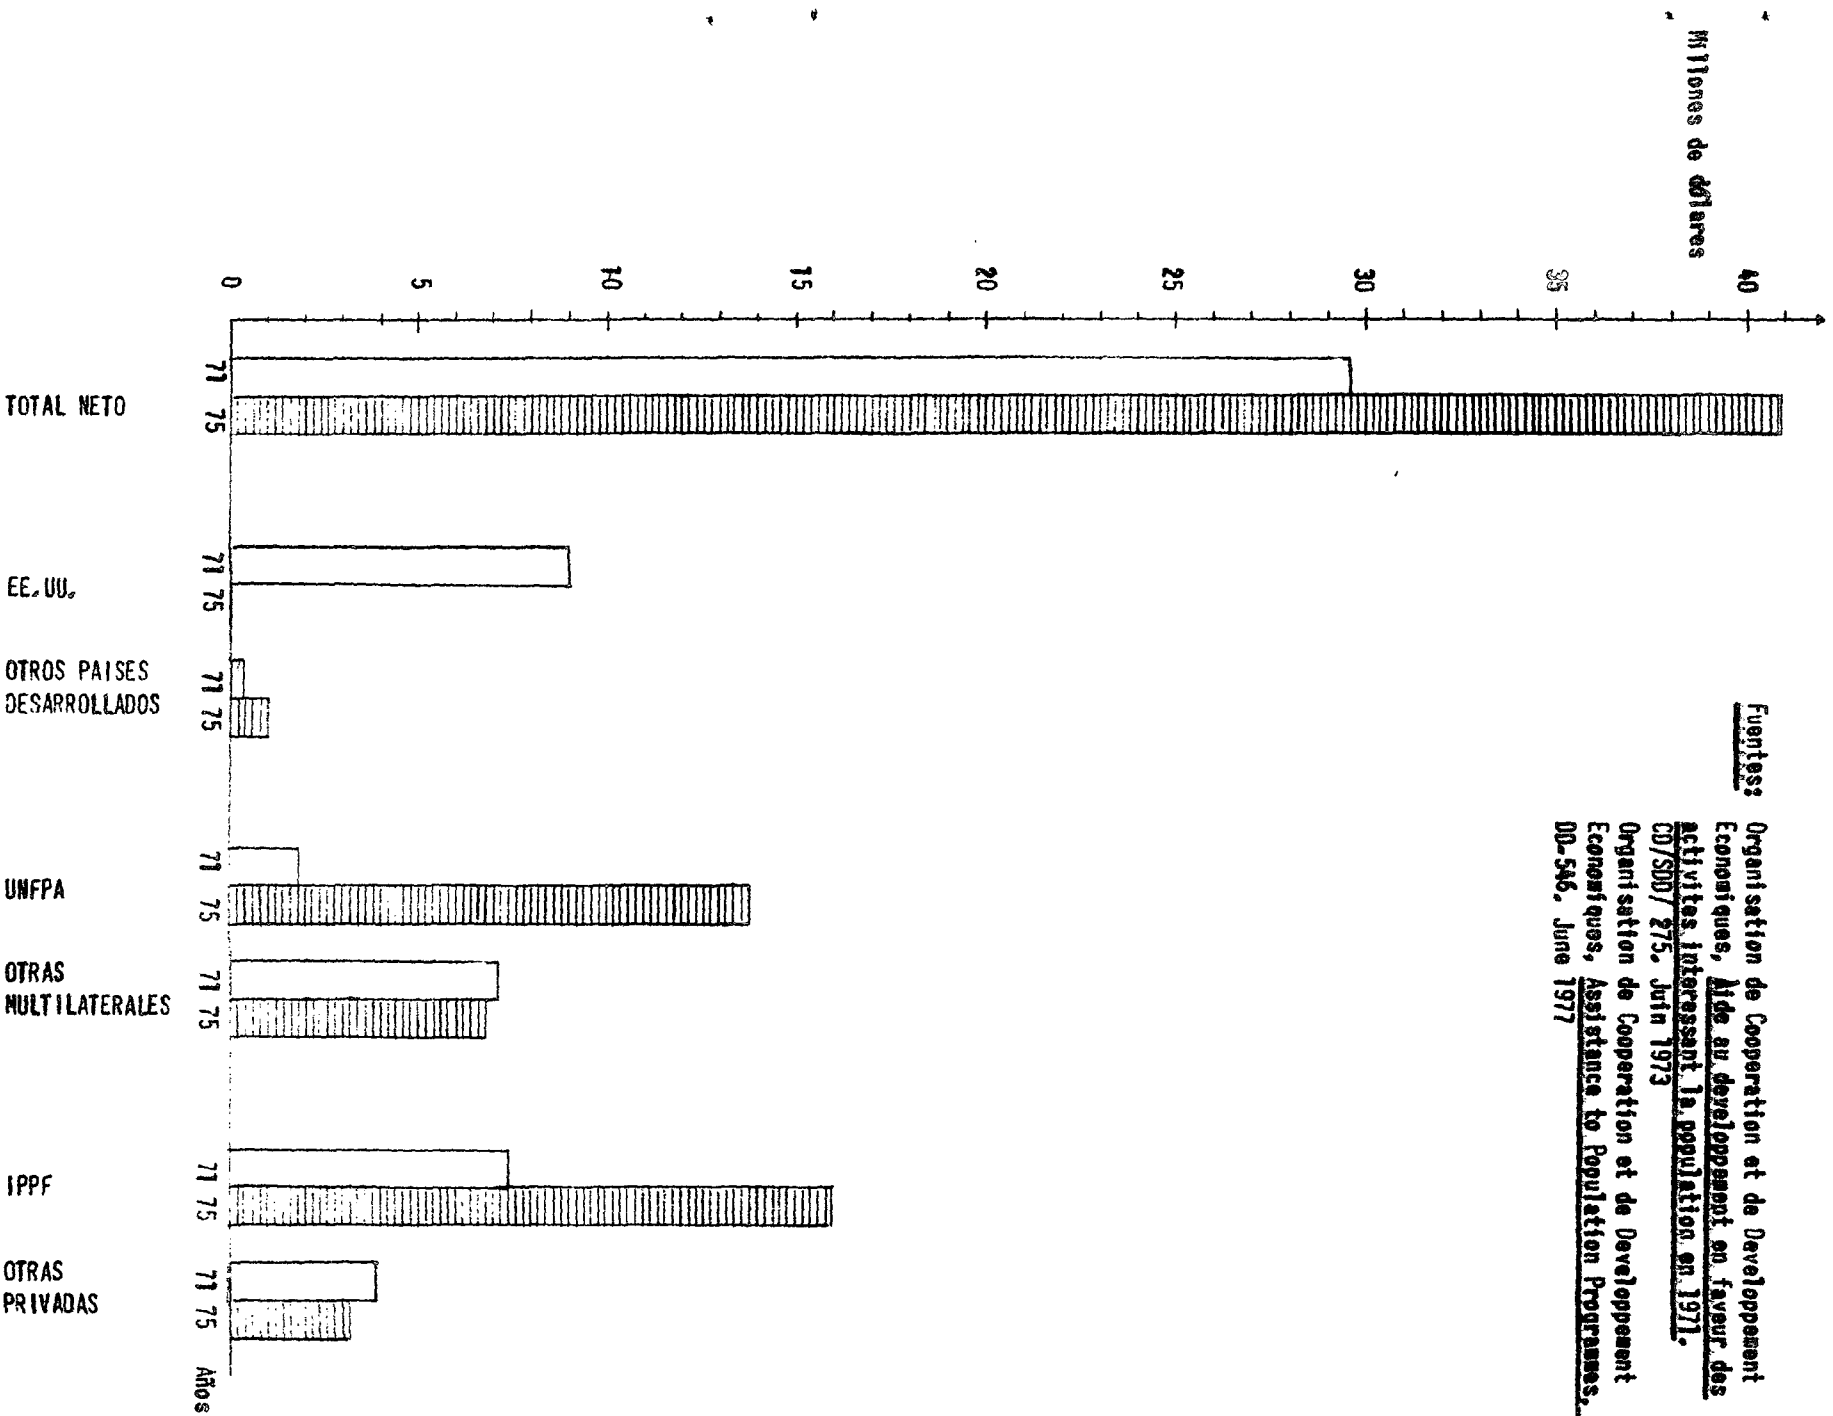 Millones de dólares
0
5
10
15
20
25
30
35
40
71
75
TOTAL NETO
71
75
EE.UU.
71
75
OTROS PAISES
DESARROLLADOS
71
75
UNFPA
71
75
OTRAS
MULTILATERALES
71
75
IPPF
71
75
OTRAS
PRIVADAS
Años
Fuentes: Organisation de Cooperation et de Developpement
Economiques, Aide au developpement en faveur des
activites interessant la population en 1971.
CD/SDD/ 275. Juin 1973
Organisation de Cooperation et de Developpement
Economiques, Assistance to Population Programmes.
DD-546. June 1977